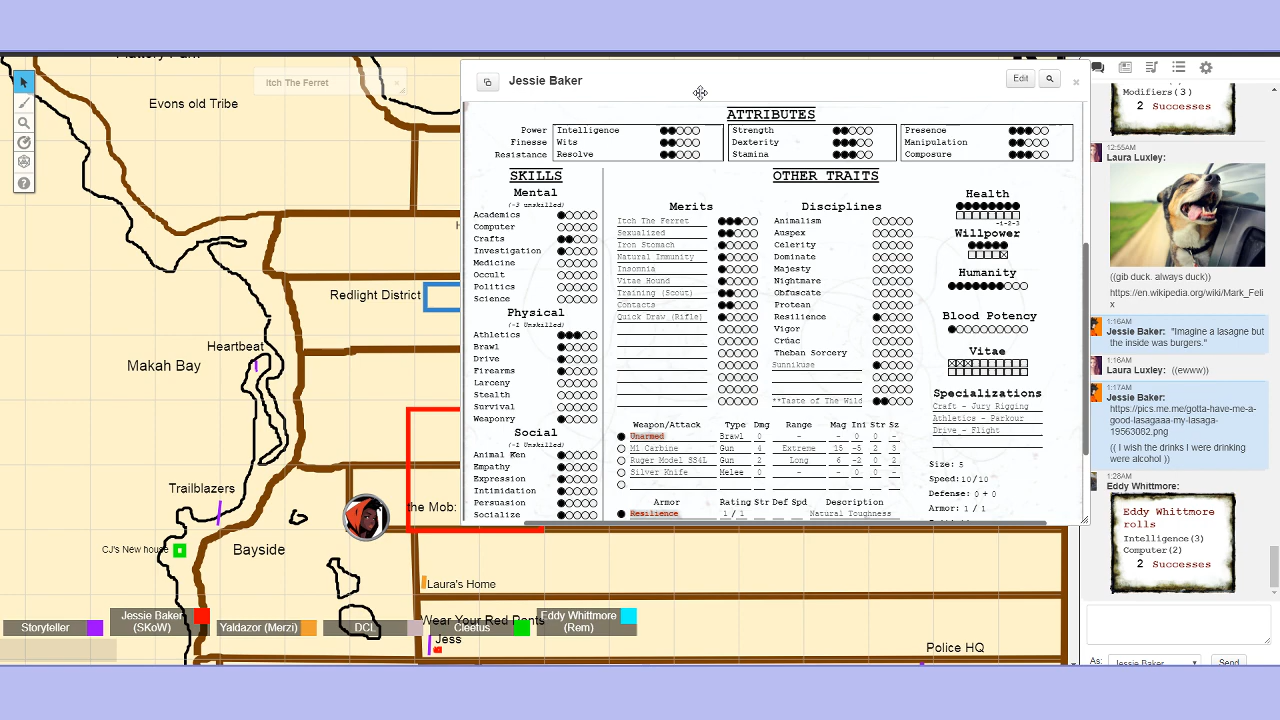 Evons old Tribe
Redlight District
Heartbeat
Makah Bay
Trailblazers
the Mob:
CJ's New house
Bayside
Laura's Home
Wear Your Red Pants
Jess
Police HQ
Itch The Ferret
Storyteller
Jessie Baker
(SKoW)
Yaldazor (Merzi)
DCL
Cleetus
Eddy Whittmore
(Rem)
Jessie Baker
Edit
ATTRIBUTES
Power Intelligence Strength Presence
Finesse Wits Dexterity Manipulation
Resistance Resolve Stamina Composure
SKILLS
Mental
(-3 unskilled)
Academics
Computer
Crafts
Investigation
Medicine
Occult
Politics
Science
Physical
(-1 Unskilled)
Athletics
Brawl
Drive
Firearms
Larceny
Stealth
Survival
Weaponry
Social
(-1 Unskilled)
Animal Ken
Empathy
Expression
Intimidation
Persuasion
Socialize
OTHER TRAITS
Merits
Itch The Ferret
Sexualized
Iron Stomach
Natural Immunity
Insomnia
Vitae Hound
Training (Scout)
Contacts
Quick Draw (Rifle)
Disciplines
Animalism
Auspex
Celerity
Dominate
Majesty
Nightmare
Obfuscate
Protean
Resilience
Vigor
Crúac
Theban Sorcery
Sunnikuse
**Taste of The Wild
Health
-1-2-3
Willpower
Humanity
Blood Potency
Vitae
Specializations
Craft - Jury Rigging
Athletics - Parkour
Drive - Flight
Size: 5
Speed: 10/10
Defense: 0 + 0
Armor: 1 / 1
Weapon/Attack Type Dmg Range Mag Ini Str Sz
Unarmed Brawl 0 - - 0 0 -
M1 Carbine Gun 4 Extreme 15 -5 2 3
Ruger Model SS4L Gun 2 Long 6 -2 0 2
Silver Knife Melee 0 - - 0 0 -
Armor Rating Str Def Spd Description
Resilience 1 / 1 Natural Toughness
Modifiers(3)
2 Successes
12:55AM
Laura Luxley:
((gib duck. always duck))
https://en.wikipedia.org/wiki/Mark_Feli
x
1:16AM
Jessie Baker: "Imagine a lasagne but
the inside was burgers."
1:16AM
Laura Luxley: ((ewww))
1:17AM
Jessie Baker:
https://pics.me.me/gotta-have-me-a-
good-lasagaaa-my-lasaga-
19563082.png
(( I wish the drinks I were drinking
were alcohol ))
1:28AM
Eddy Whittmore:
Eddy Whittmore
rolls
Intelligence(3)
Computer(2)
2 Successes
As: Jessie Baker Send